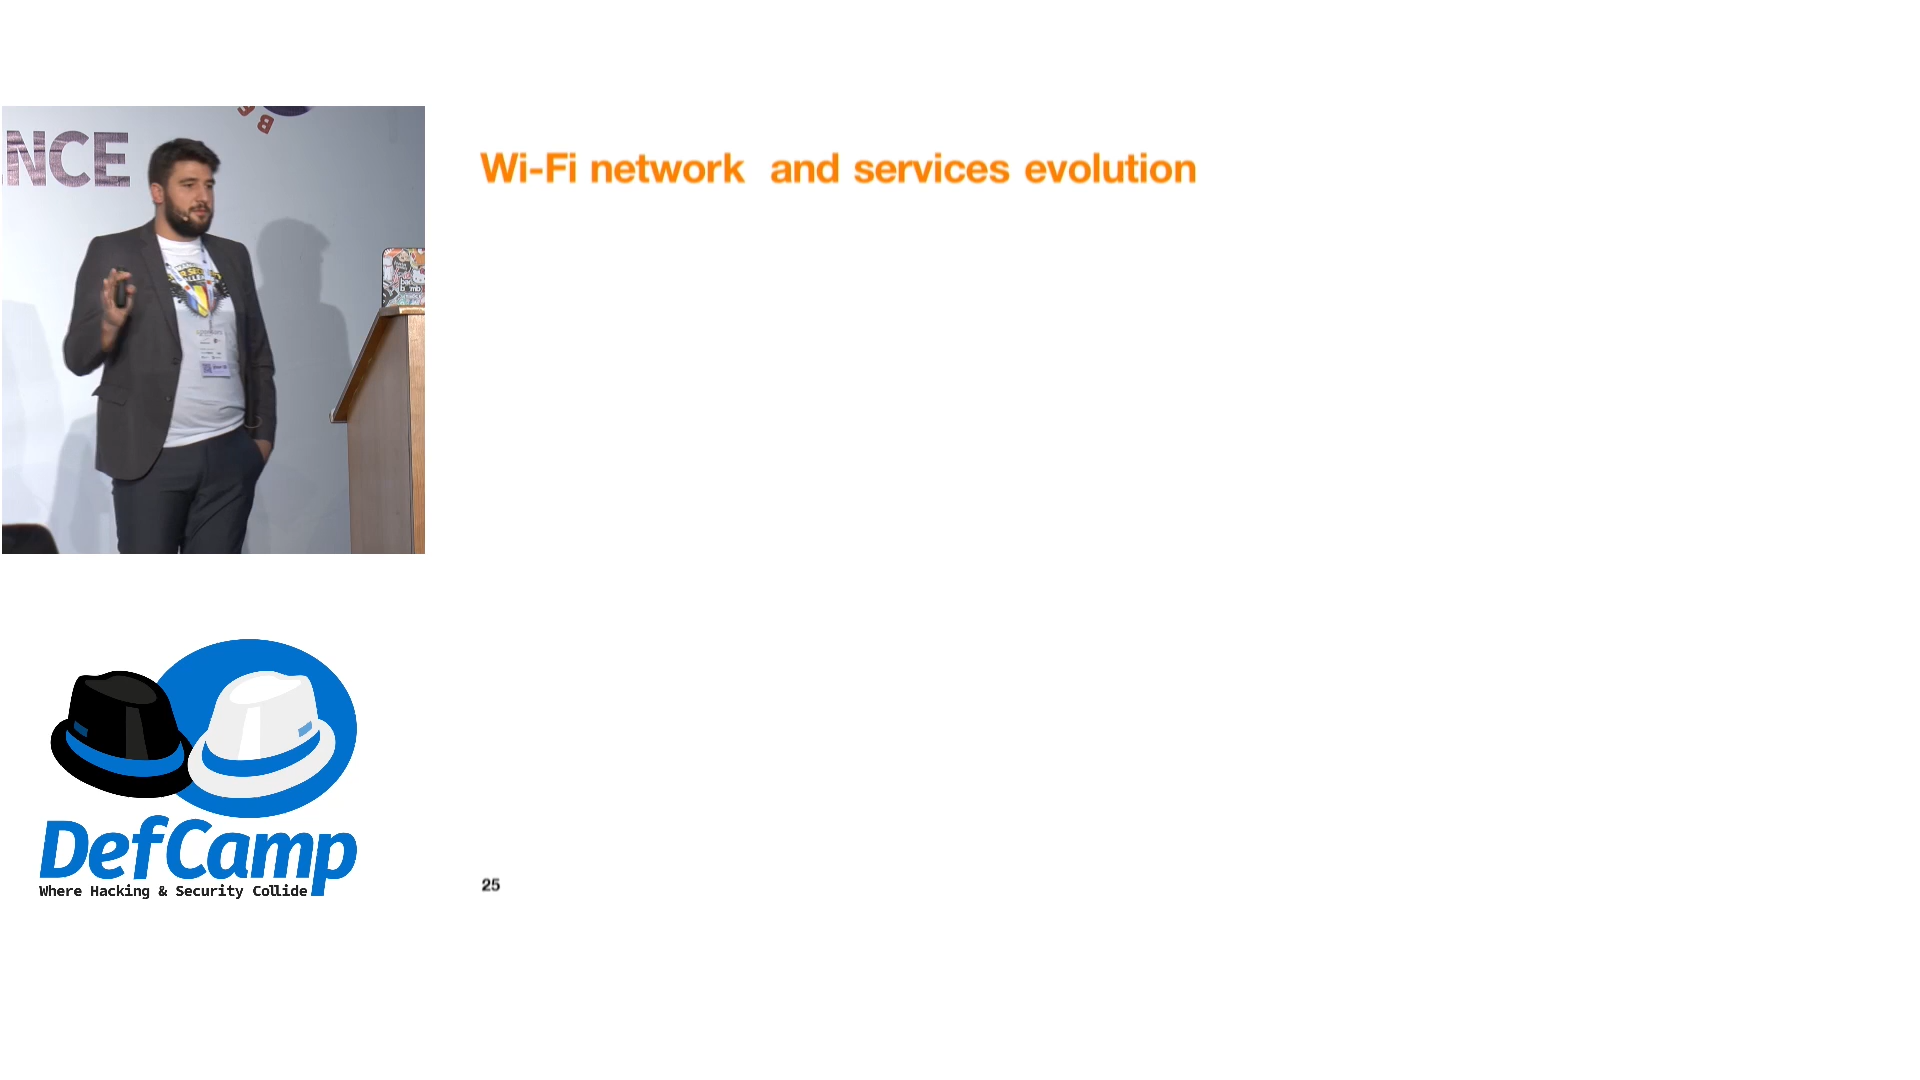 NCE
Wi-Fi network and services evolution
DefCamp
Where Hacking & Security Collide
25